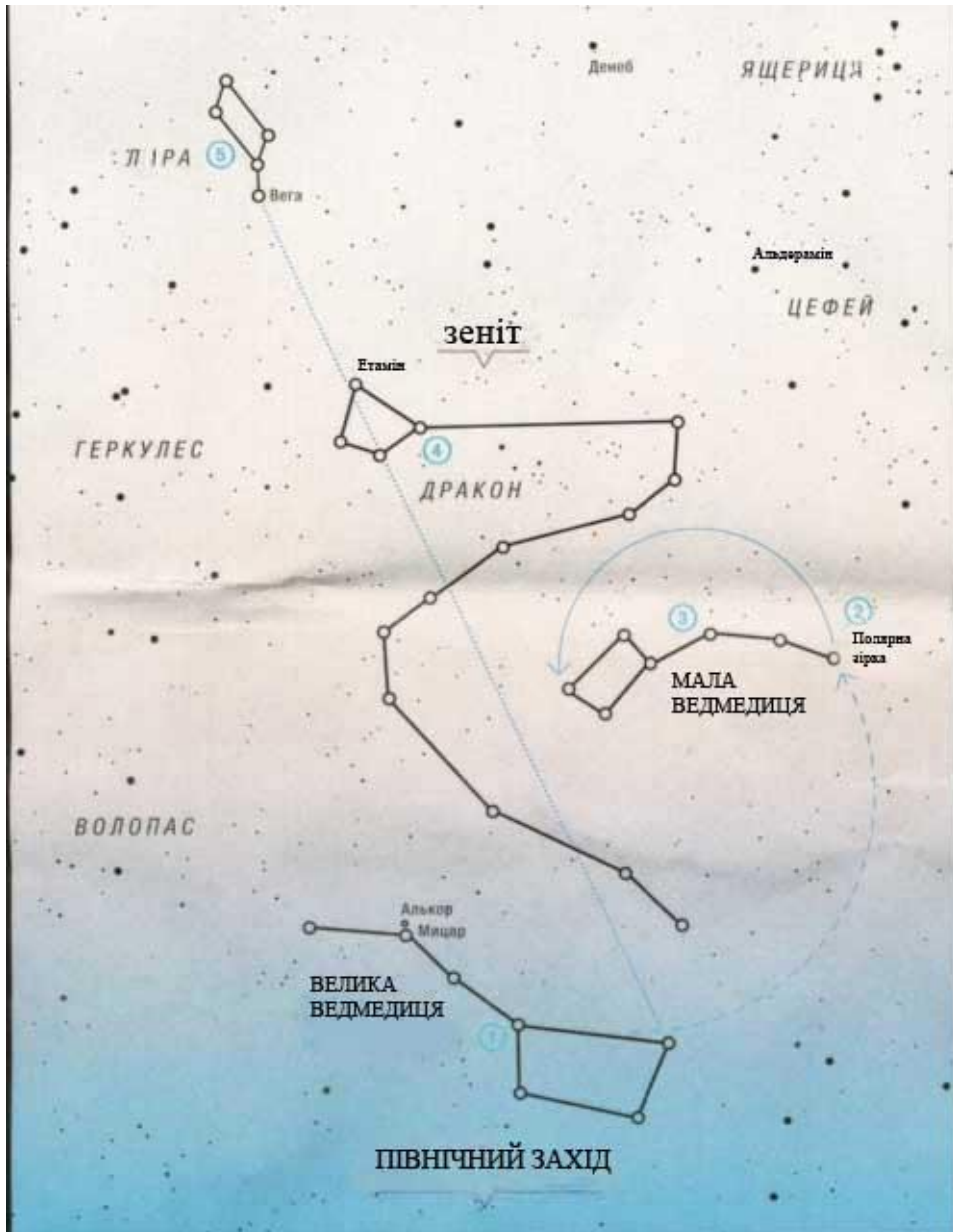 Денеб
ЯЩЕРИЦЯ
ЛІРА
5
Вега
Альдерамін
ЦЕФЕЙ
зеніт
Етамін
ГЕРКУЛЕС
4
ДРАКОН
3
2
Полярна
зірка
МАЛА
ВЕДМЕДИЦЯ
ВОЛОПАС
Алькор
Мицар
ВЕЛИКА
ВЕДМЕДИЦЯ
1
ПІВНІЧНИЙ ЗАХІД